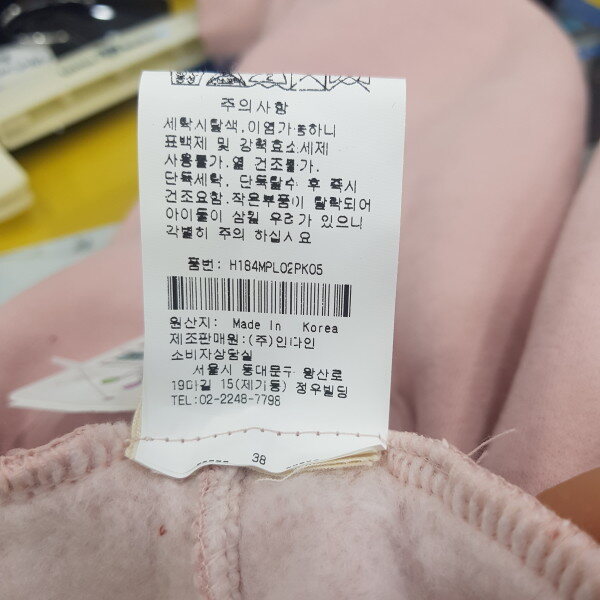 주의사항
세탁시탈색.이염가능하니
표백제 및 강력효소세제
사용불가.열 건조불가.
단독세탁, 단독탈수 후 즉시
건조요함.작은부품이 탈락되어
아이들이 삼킬 우려가 있으니
각별히 주의 하십시요
품번: H184MPL02PK05
원산지: Made In Korea
제조판매원:(주)인다인
소비자상담실
서울시 동대문구 왕산로
19마길 15(제기동) 정우빌딩
TEL:02-2248-7798
38